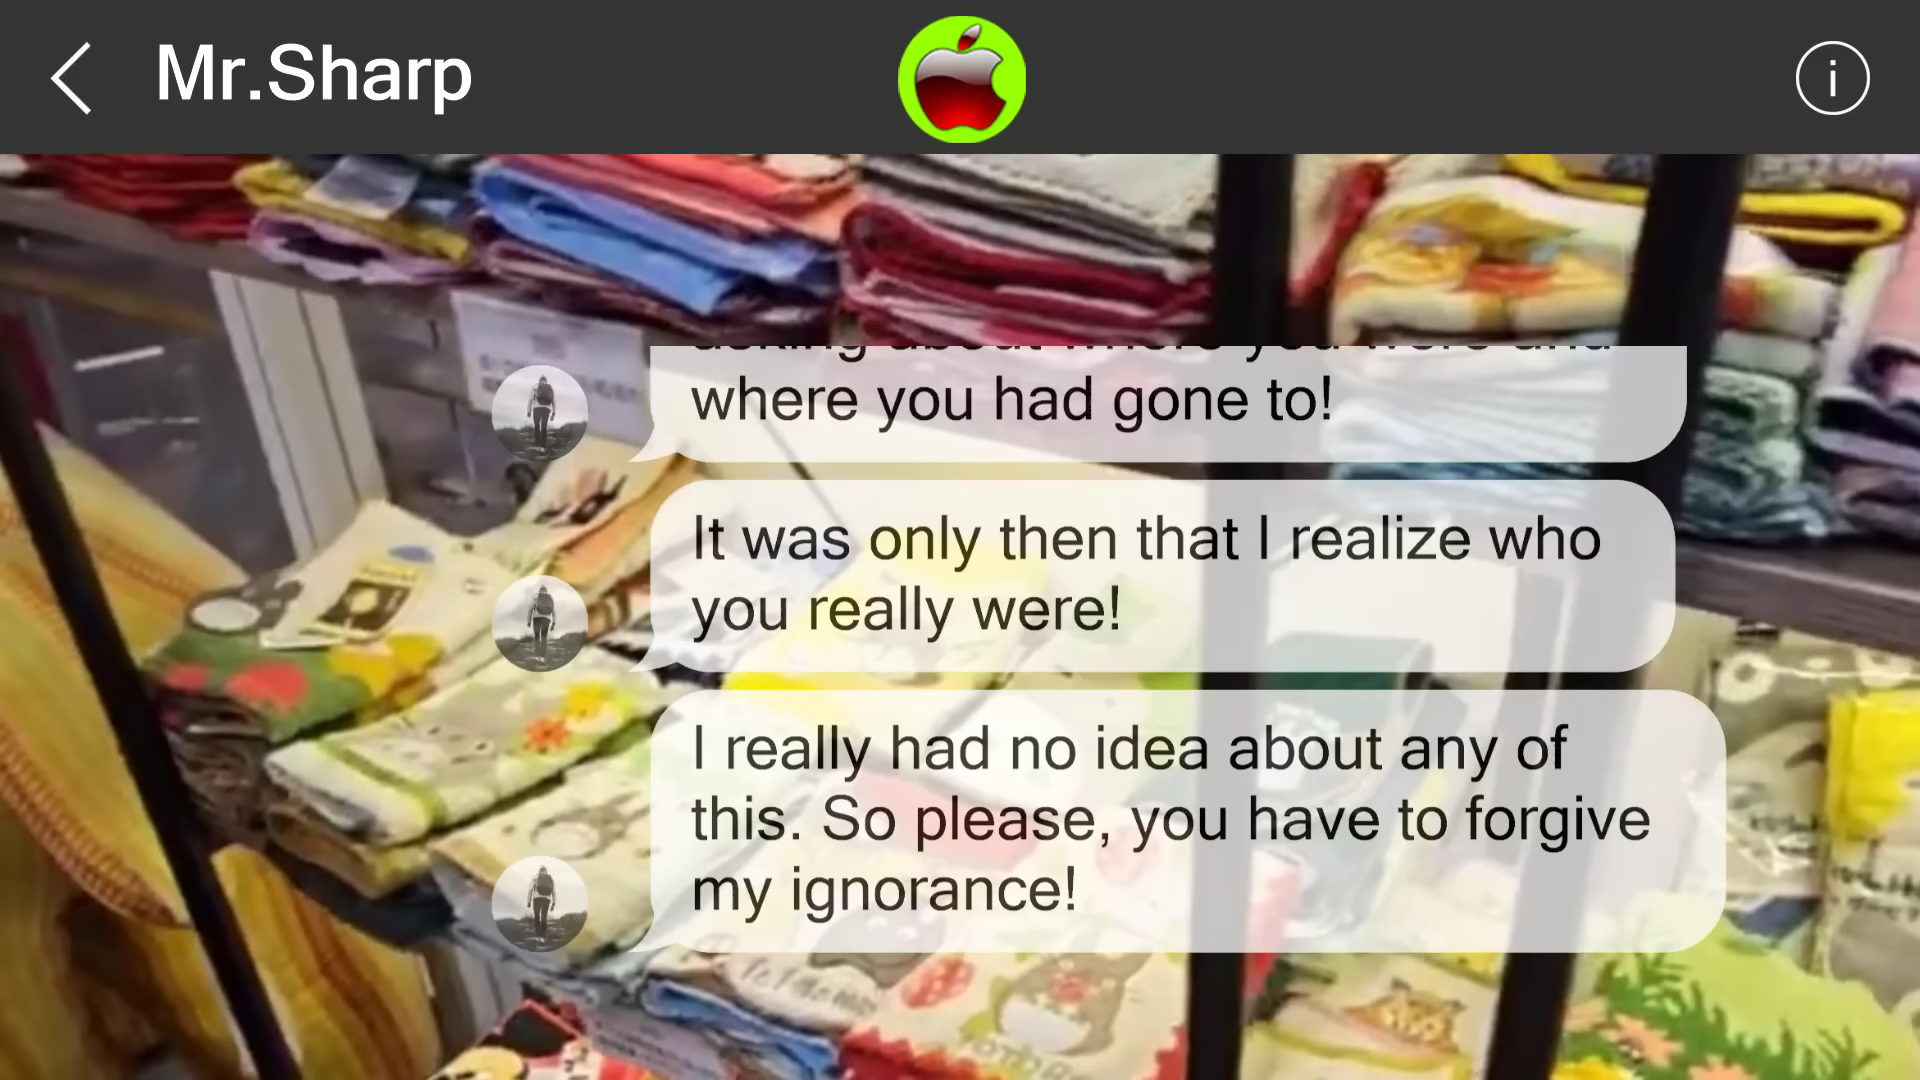 Mr.Sharp
where you had gone to!
It was only then that I realize who
you really were!
I really had no idea about any of
this. So please, you have to forgive
my ignorance!